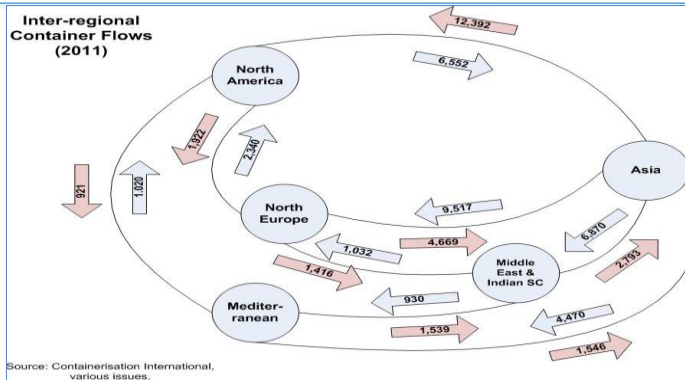 Inter-regional
Container Flows
(2011)
12,392
6,552
North
America
1,922
2,340
921
1,020
Asia
9,517
North
Europe
6,870
1,032
4,669
2,793
1,416
Middle
East &
Indian SC
930
Mediter-
ranean
4,470
1,539
1,546
Source: Containerisation International,
various issues.